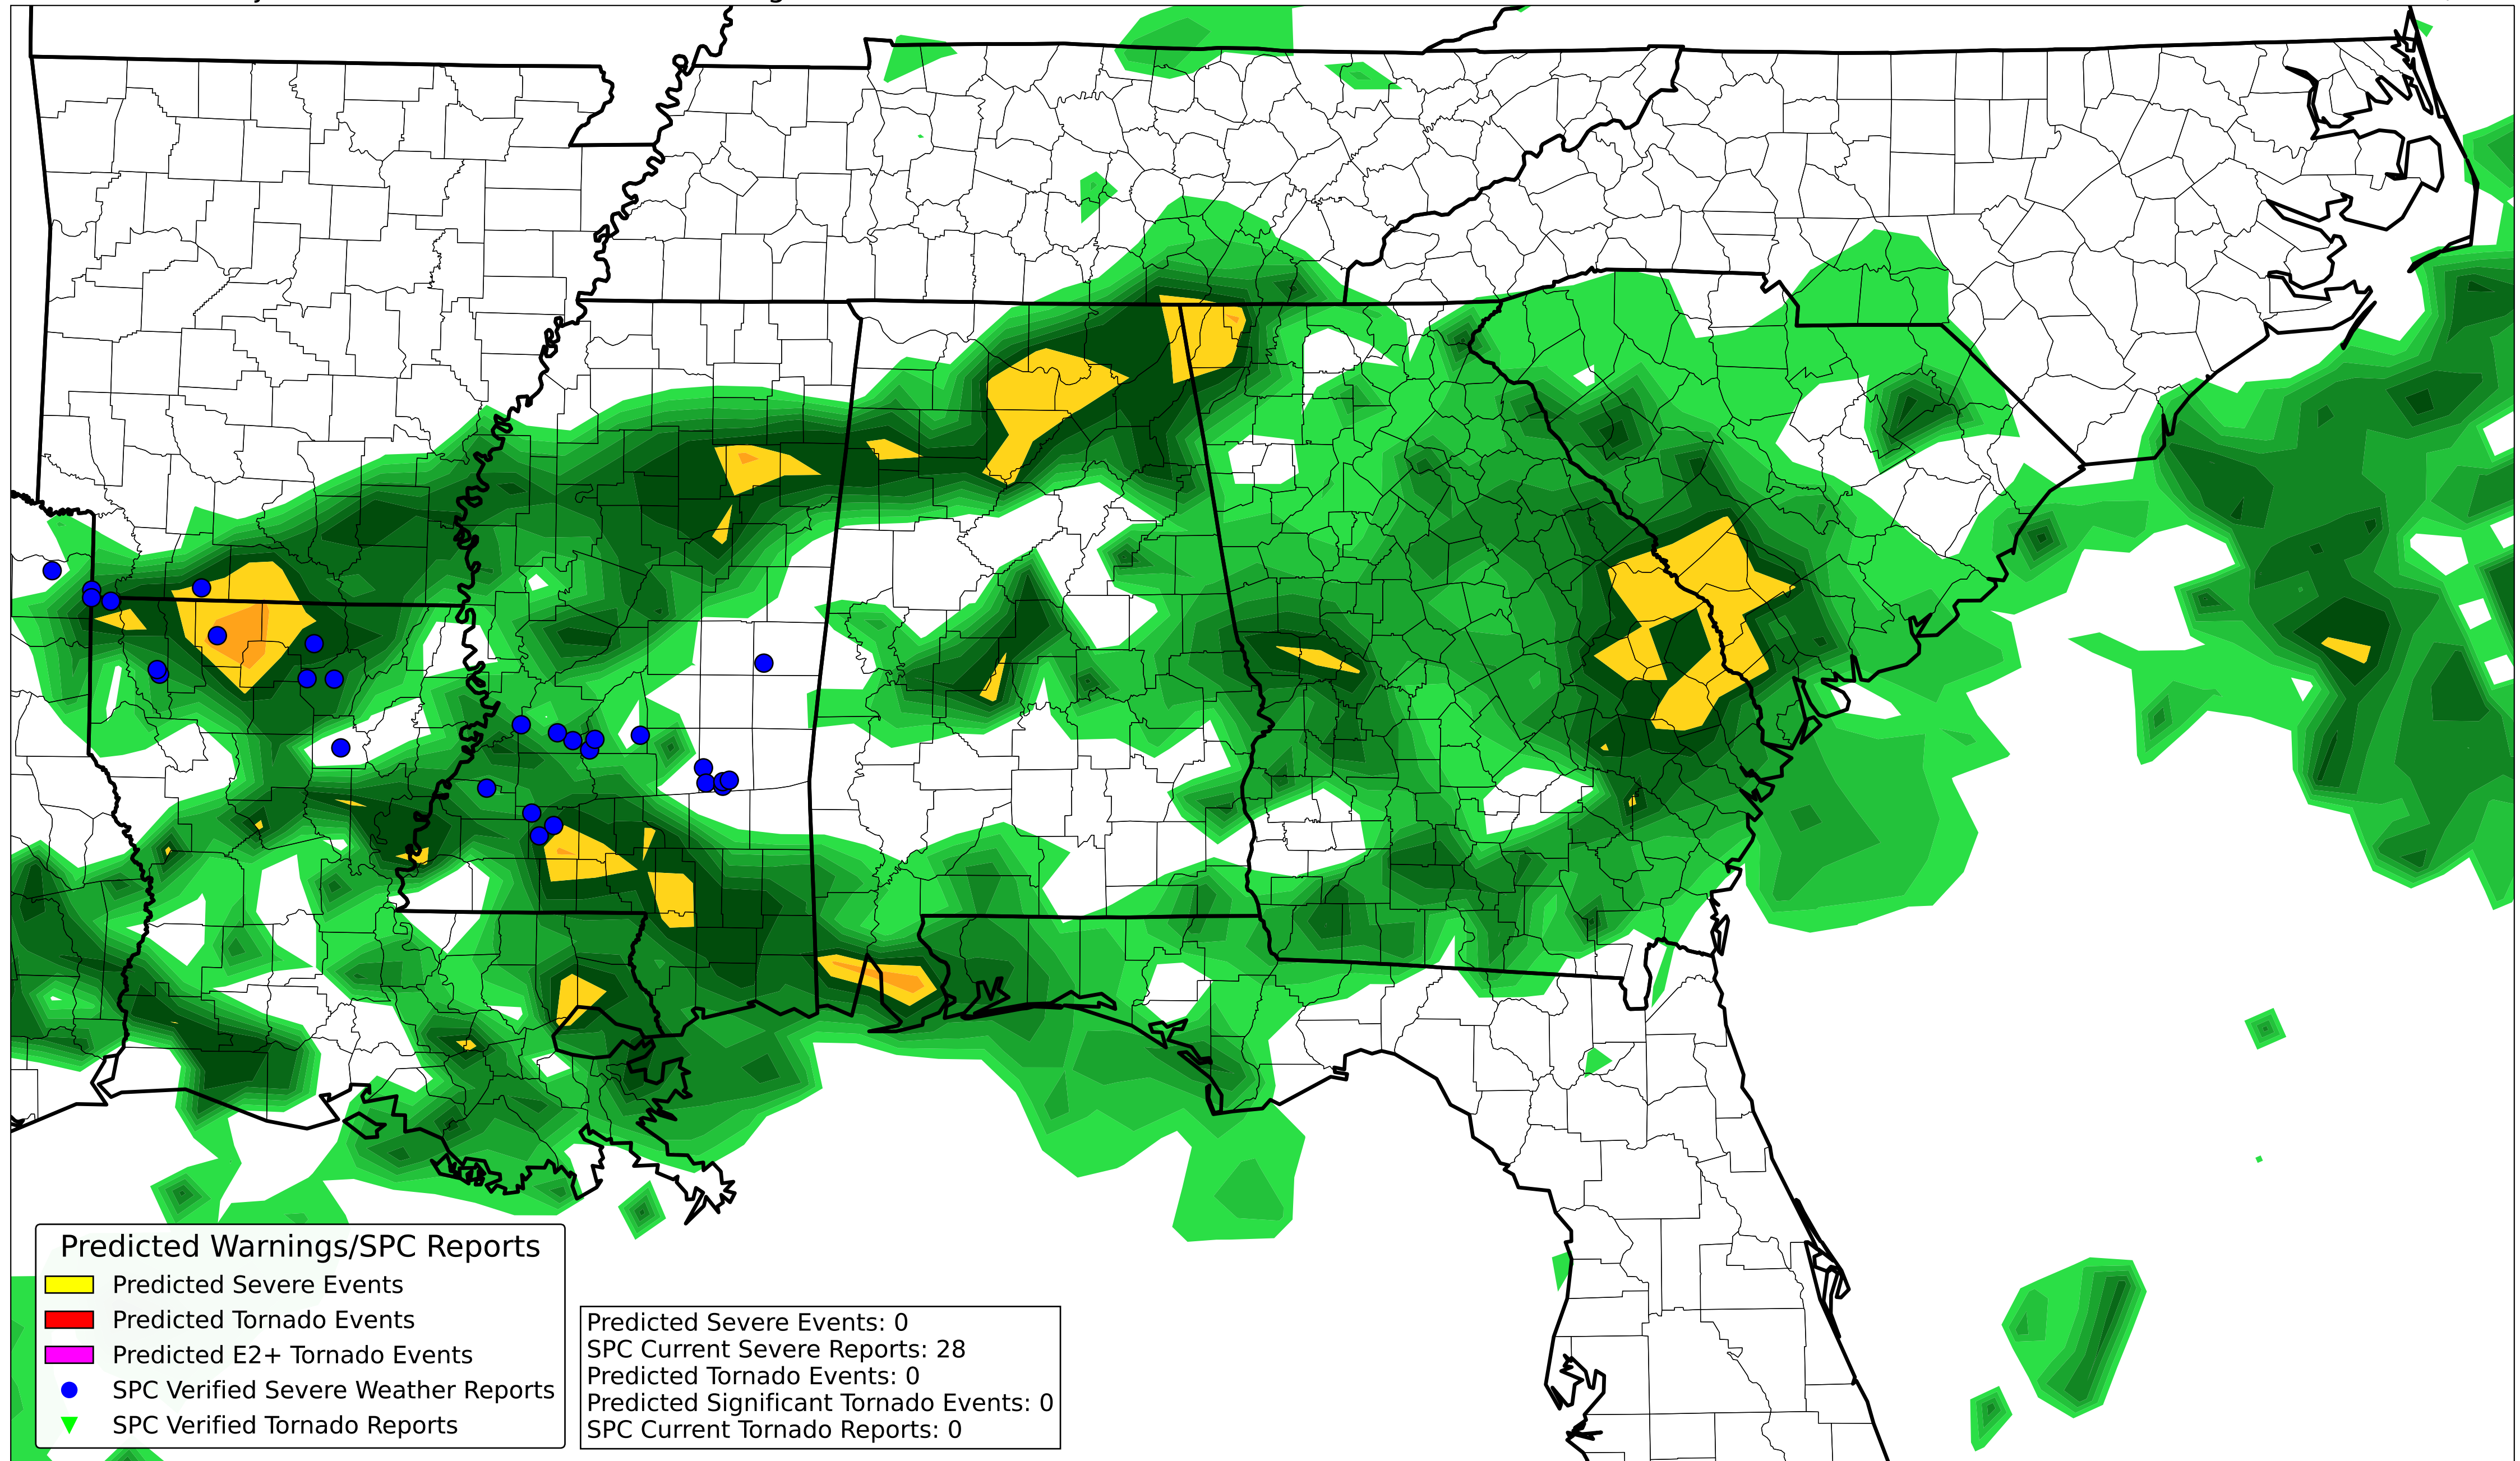 Predicted Warnings/SPC Reports
Predicted Severe Events
Predicted Tornado Events
Predicted E2+ Tornado Events
SPC Verified Severe Weather Reports
SPC Verified Tornado Reports
Predicted Severe Events: 0
SPC Current Severe Reports: 28
Predicted Tornado Events: 0
Predicted Significant Tornado Events: 0
SPC Current Tornado Reports: 0